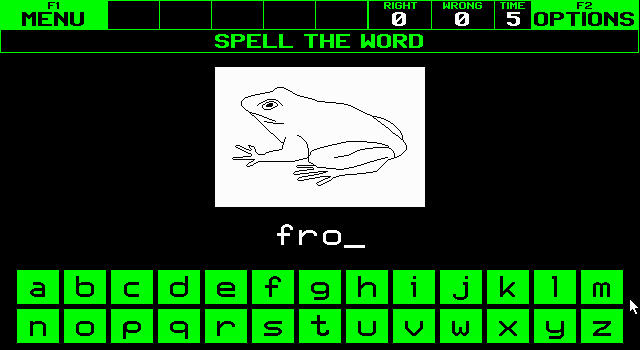 F1 MENU RIGHT 0 WRONG 0 TIME 5 F2 OPTIONS
SPELL THE WORD
fro_
a b c d e f g h i j k l m
n o p q r s t u v w x y z